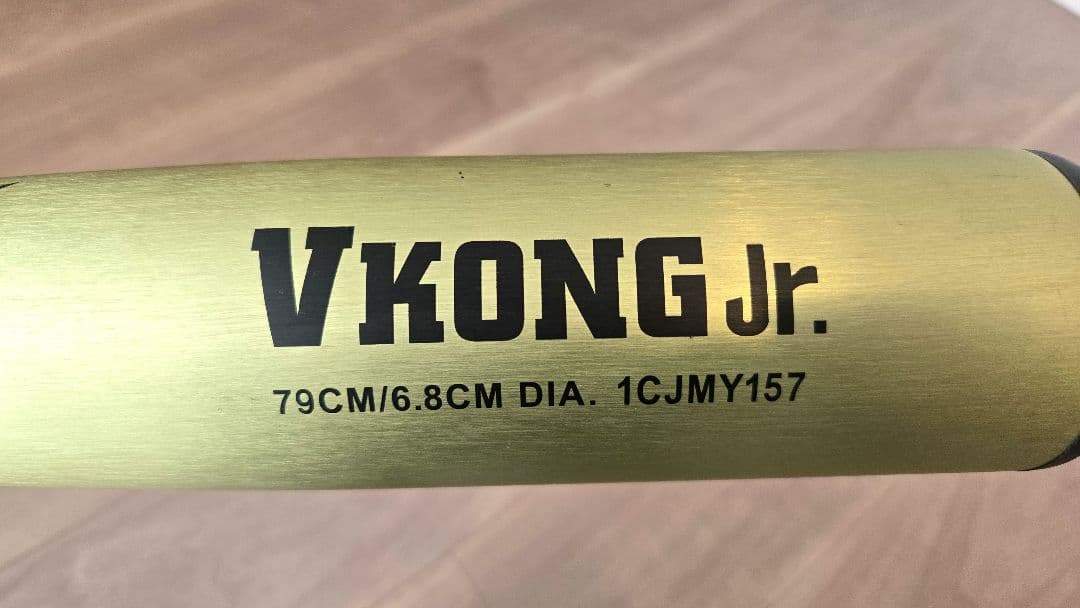 VKONG Jr.
79CM/6.8CM DIA. 1CJMY157